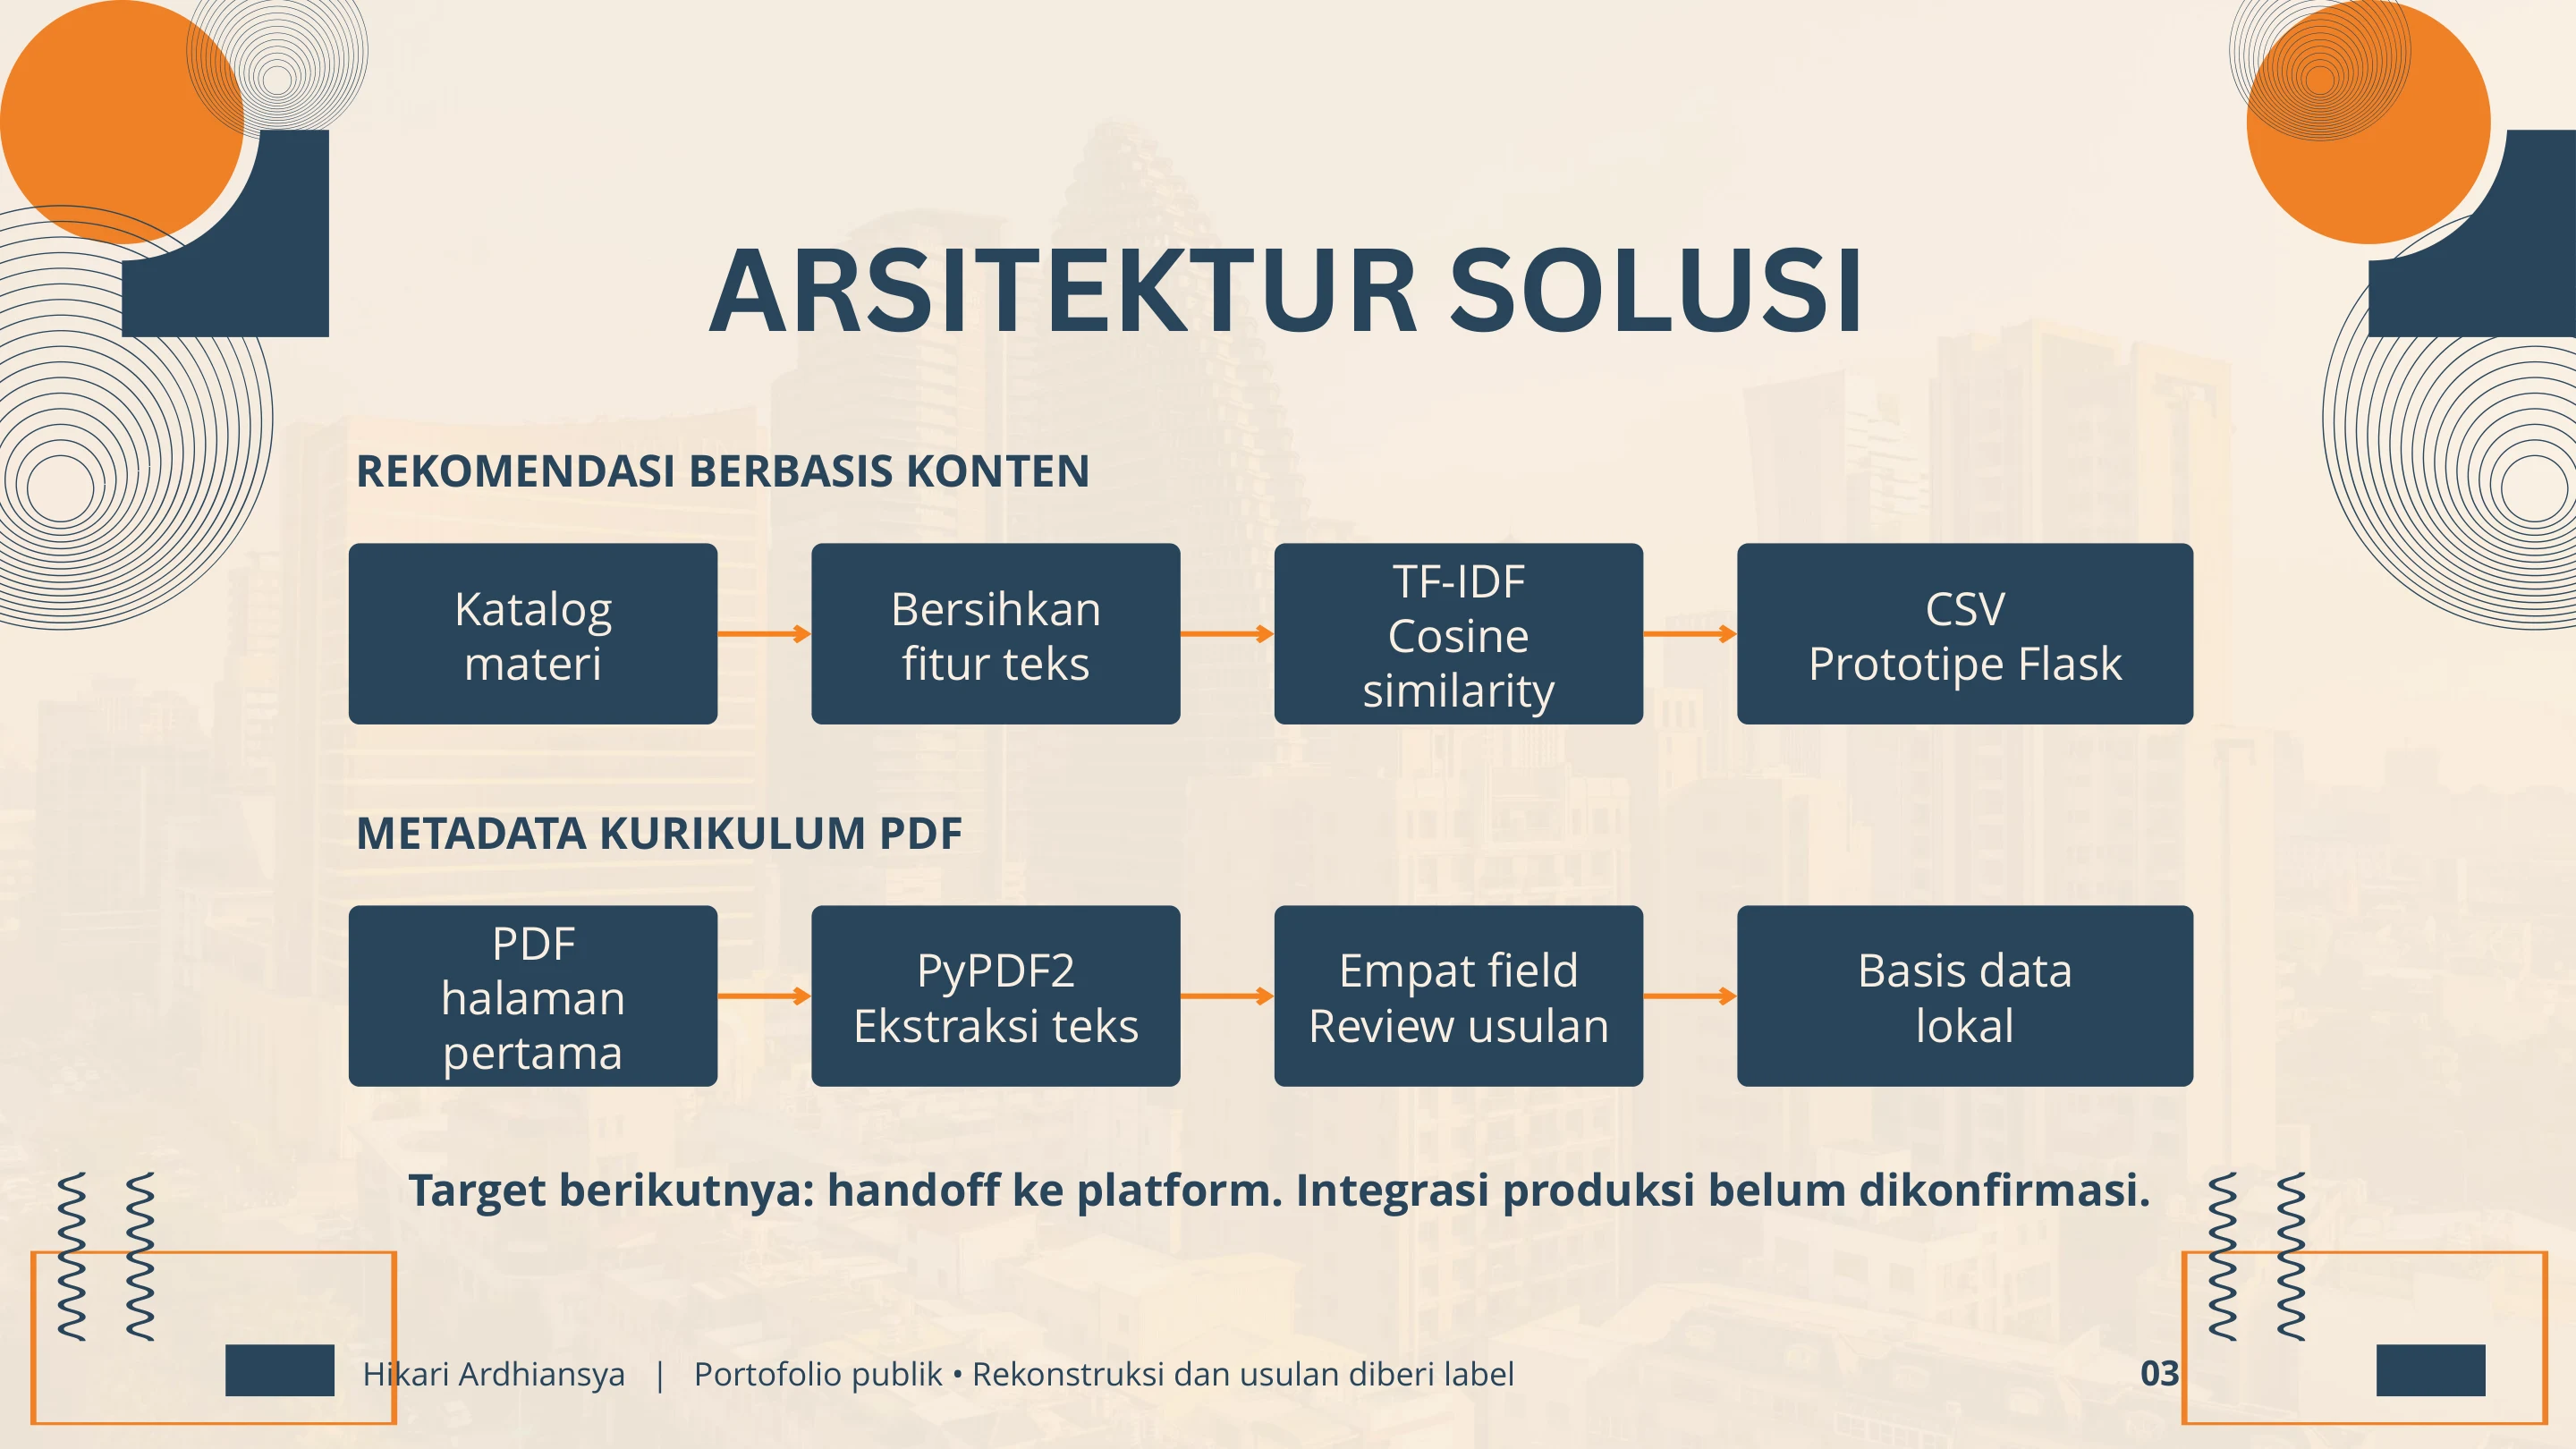 ARSITEKTUR SOLUSI
REKOMENDASI BERBASIS KONTEN
Katalog
materi
Bersihkan
fitur teks
TF-IDF
Cosine
similarity
CSV
Prototipe Flask
METADATA KURIKULUM PDF
PDF
halaman
pertama
PyPDF2
Ekstraksi teks
Empat field
Review usulan
Basis data
lokal
Target berikutnya: handoff ke platform. Integrasi produksi belum dikonfirmasi.
Hikari Ardhiansya | Portofolio publik • Rekonstruksi dan usulan diberi label
03